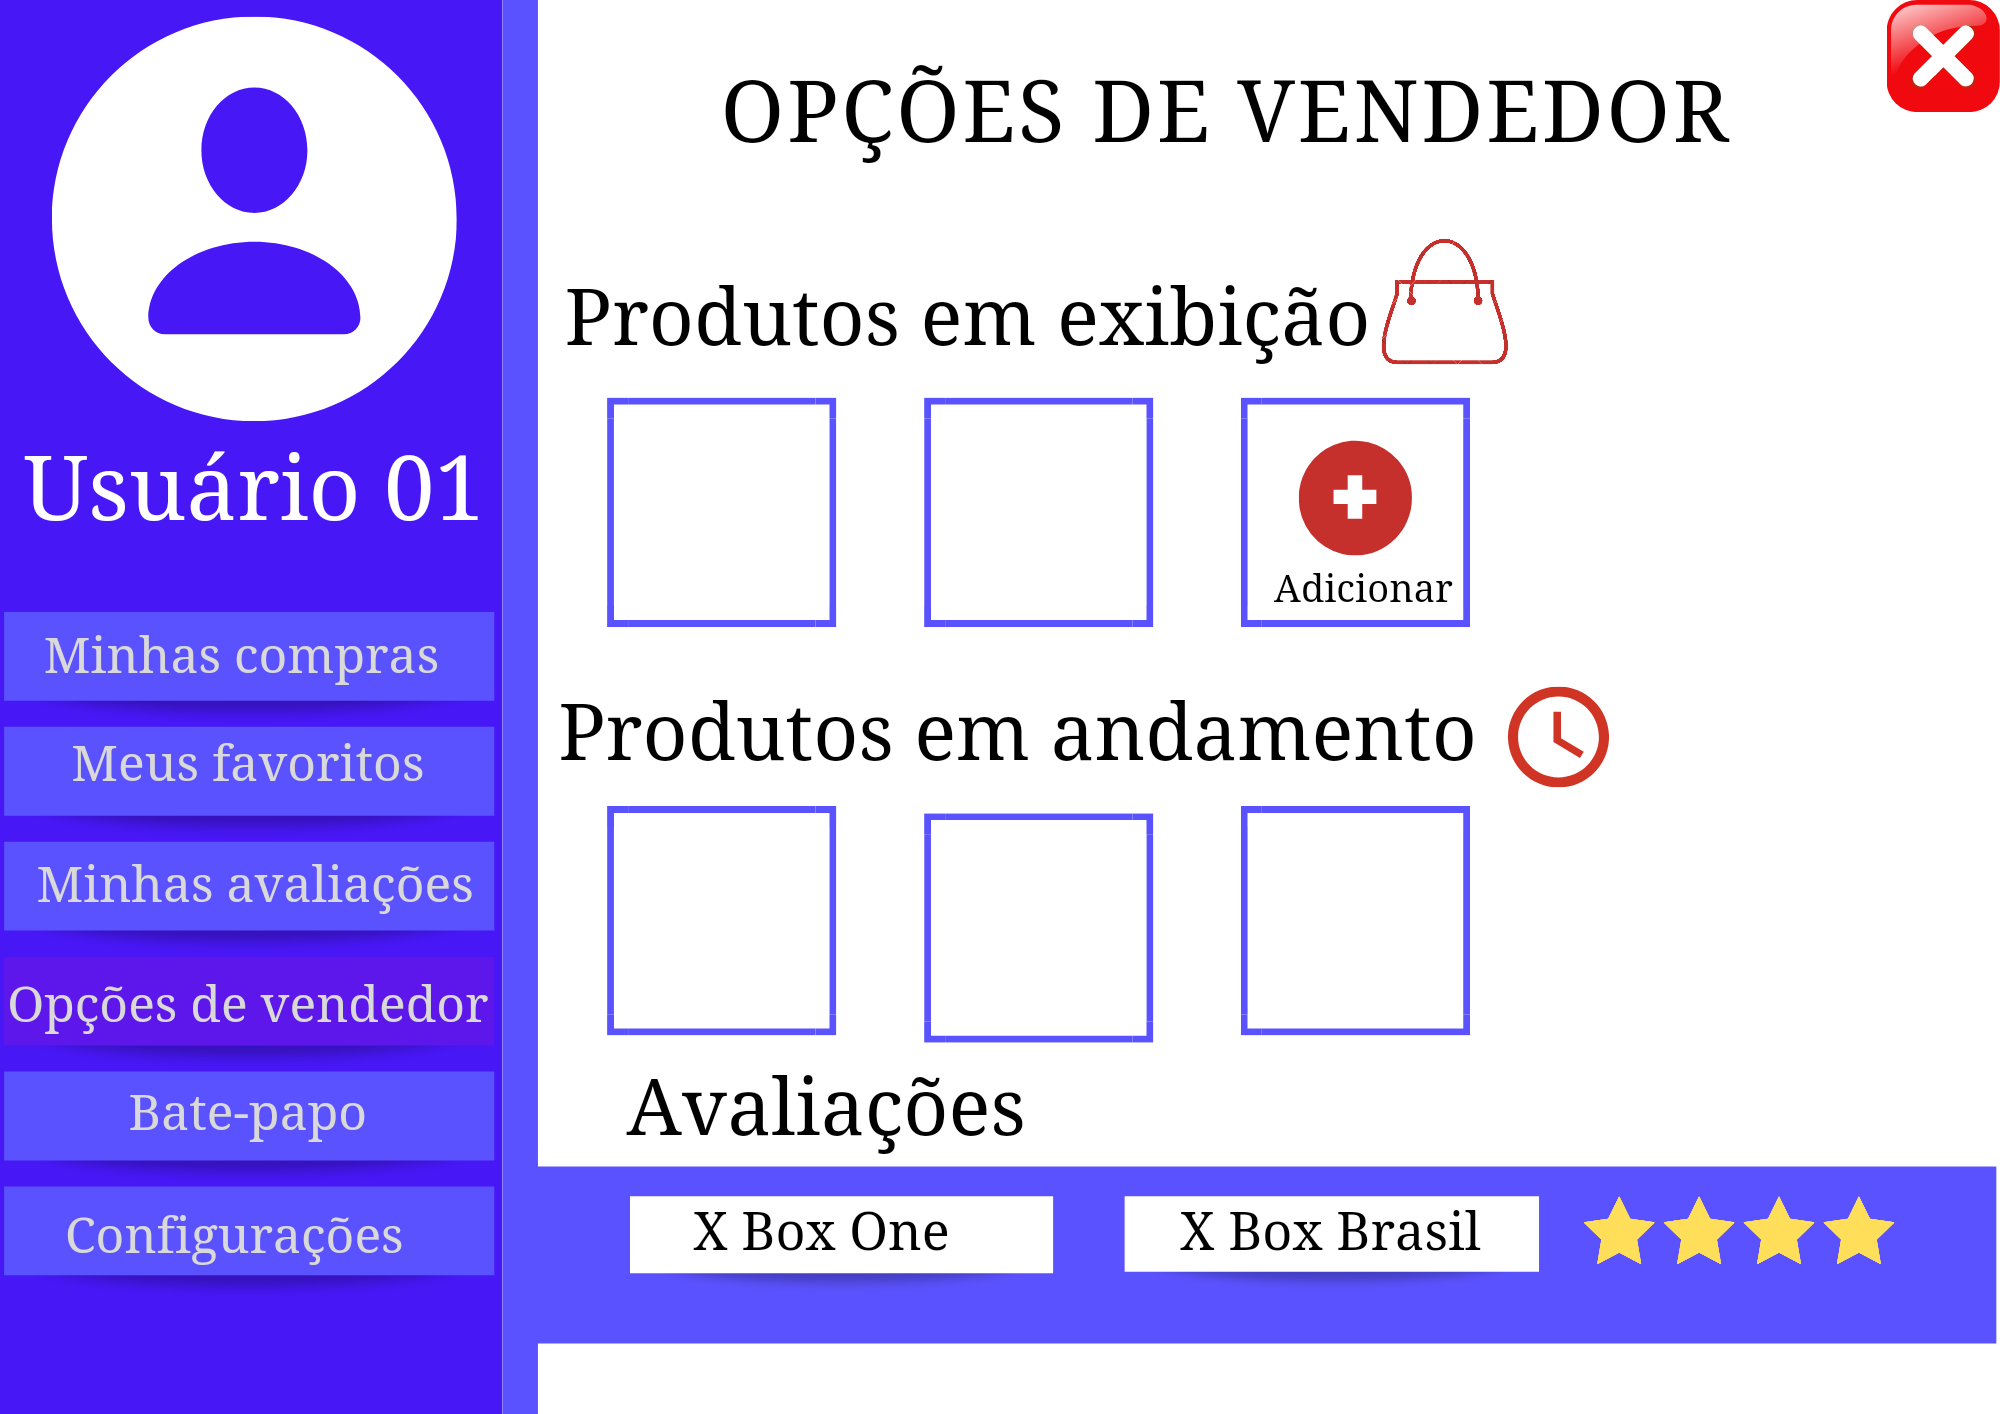 OPÇÕES DE VENDEDOR
Usuário 01
Minhas compras
Meus favoritos
Minhas avaliações
Opções de vendedor
Bate-papo
Configurações
Produtos em exibição
Adicionar
Produtos em andamento
Avaliações
X Box One
X Box Brasil